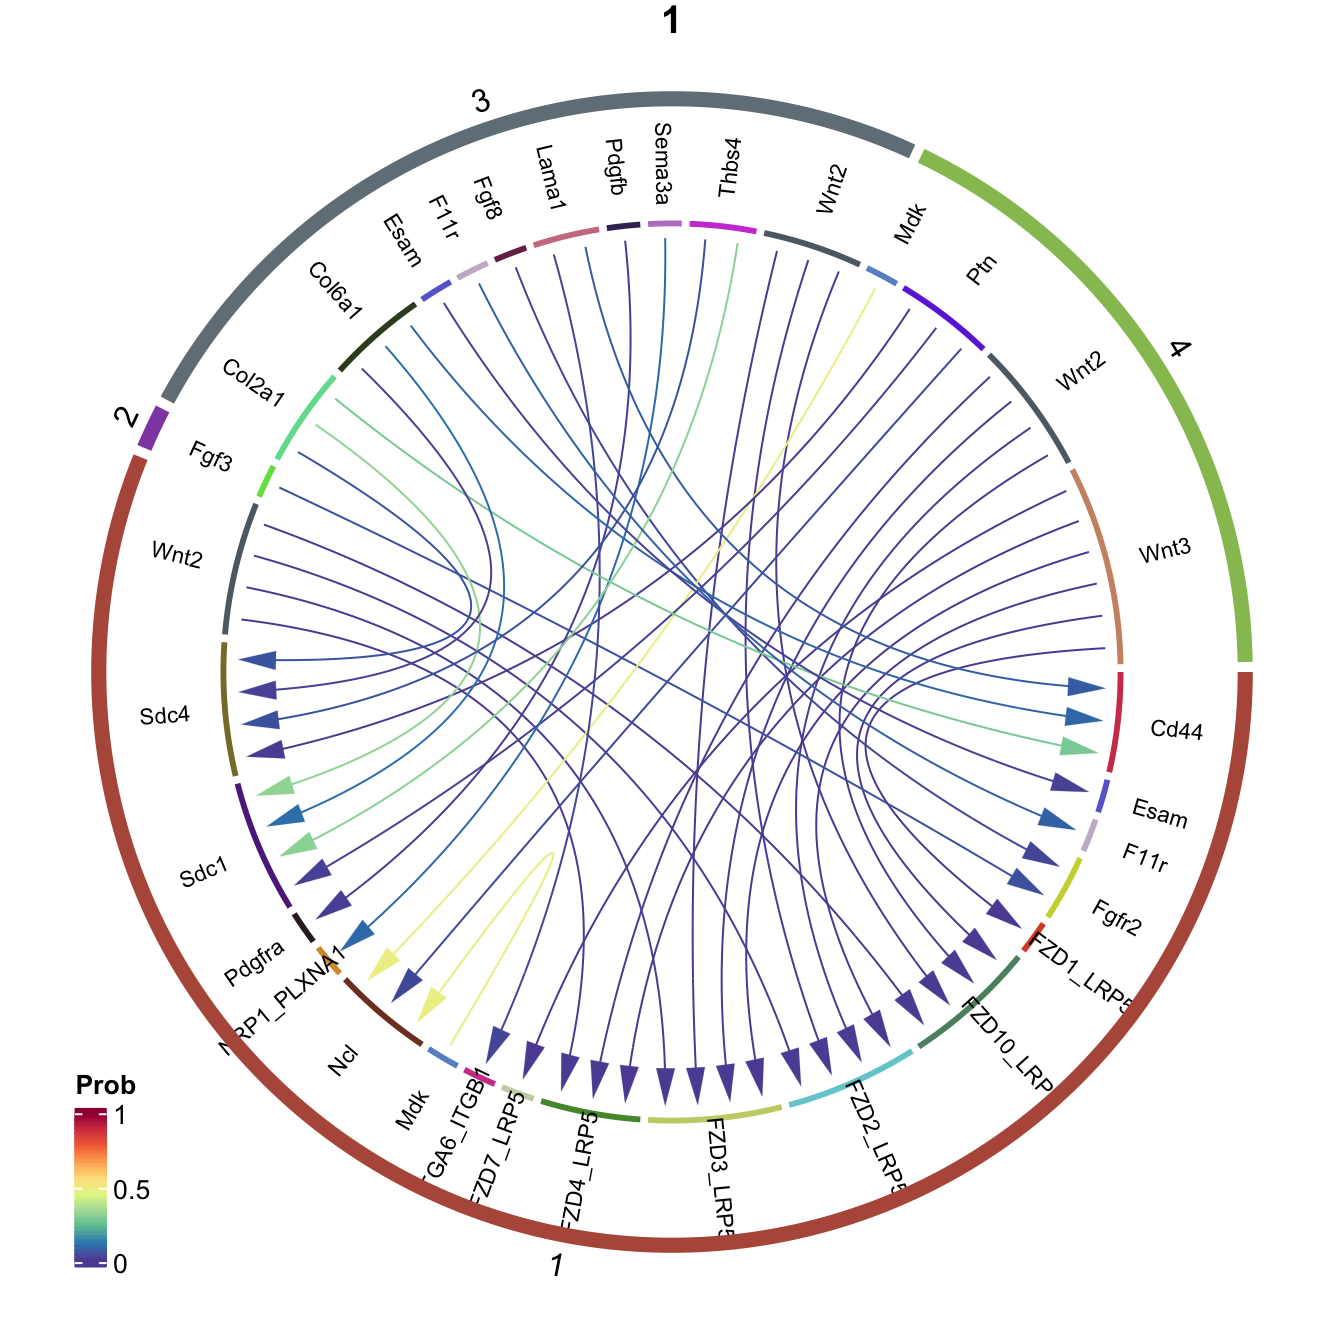 1
3
Sema3a
Thbs4
Pdgfb
Lama1
Wnt2
Fgf8
F11r
Mdk
Esam
Ptn
Col6a1
4
Wnt2
Col2a1
2
Fgf3
Wnt2
Wnt3
Sdc4
Cd44
Esam
F11r
Sdc1
Fgfr2
Pdgfra
FZD1_LRP5
NRP1_PLXNA1
FZD10_LRP
Ncl
Mdk
GA6_ITGB1
FZD7_LRP5
FZD4_LRP5
FZD3_LRP5
FZD2_LRP5
1
Prob
1
0.5
0